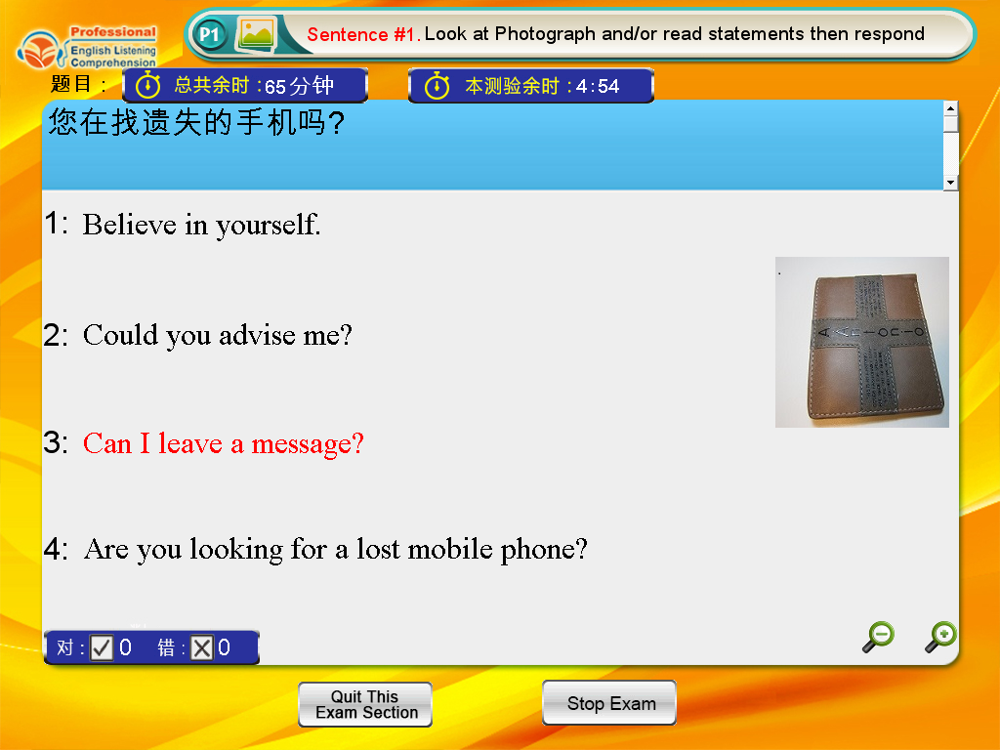 Professional
English Listening
Comprehension
P1
Sentence #1. Look at Photograph and/or read statements then respond
题目：
总共余时：65分钟
本测验余时：4:54
您在找遗失的手机吗?
1: Believe in yourself.
2: Could you advise me?
3: Can I leave a message?
4: Are you looking for a lost mobile phone?
对：0 错：0
Quit This
Exam Section
Stop Exam